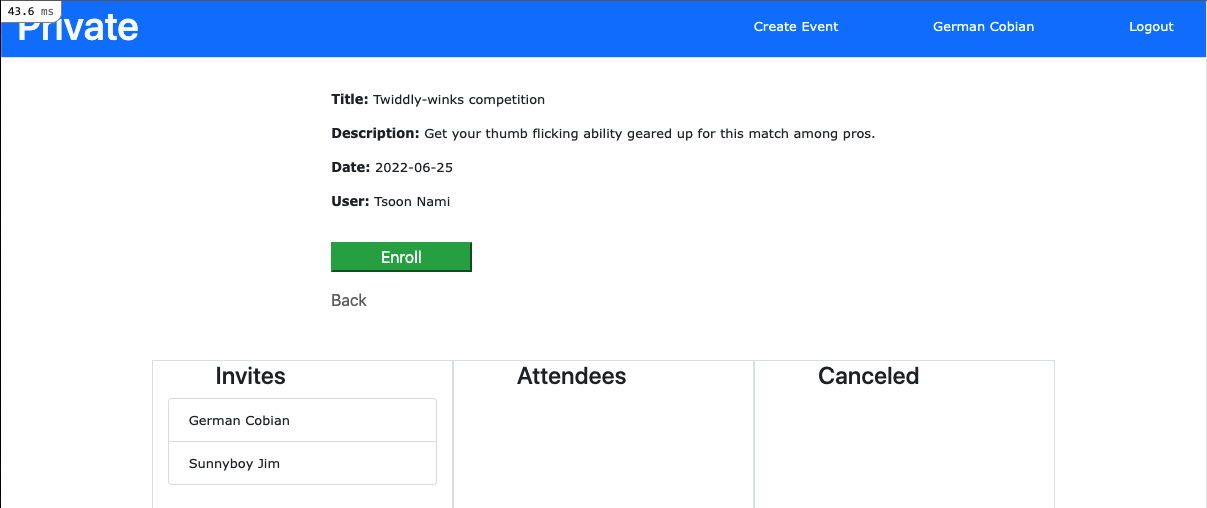 43.6 ms
Private
Create Event
German Cobian
Logout
Title: Twiddly-winks competition
Description: Get your thumb flicking ability geared up for this match among pros.
Date: 2022-06-25
User: Tsoon Nami
Enroll
Back
Invites
German Cobian
Sunnyboy Jim
Attendees
Canceled